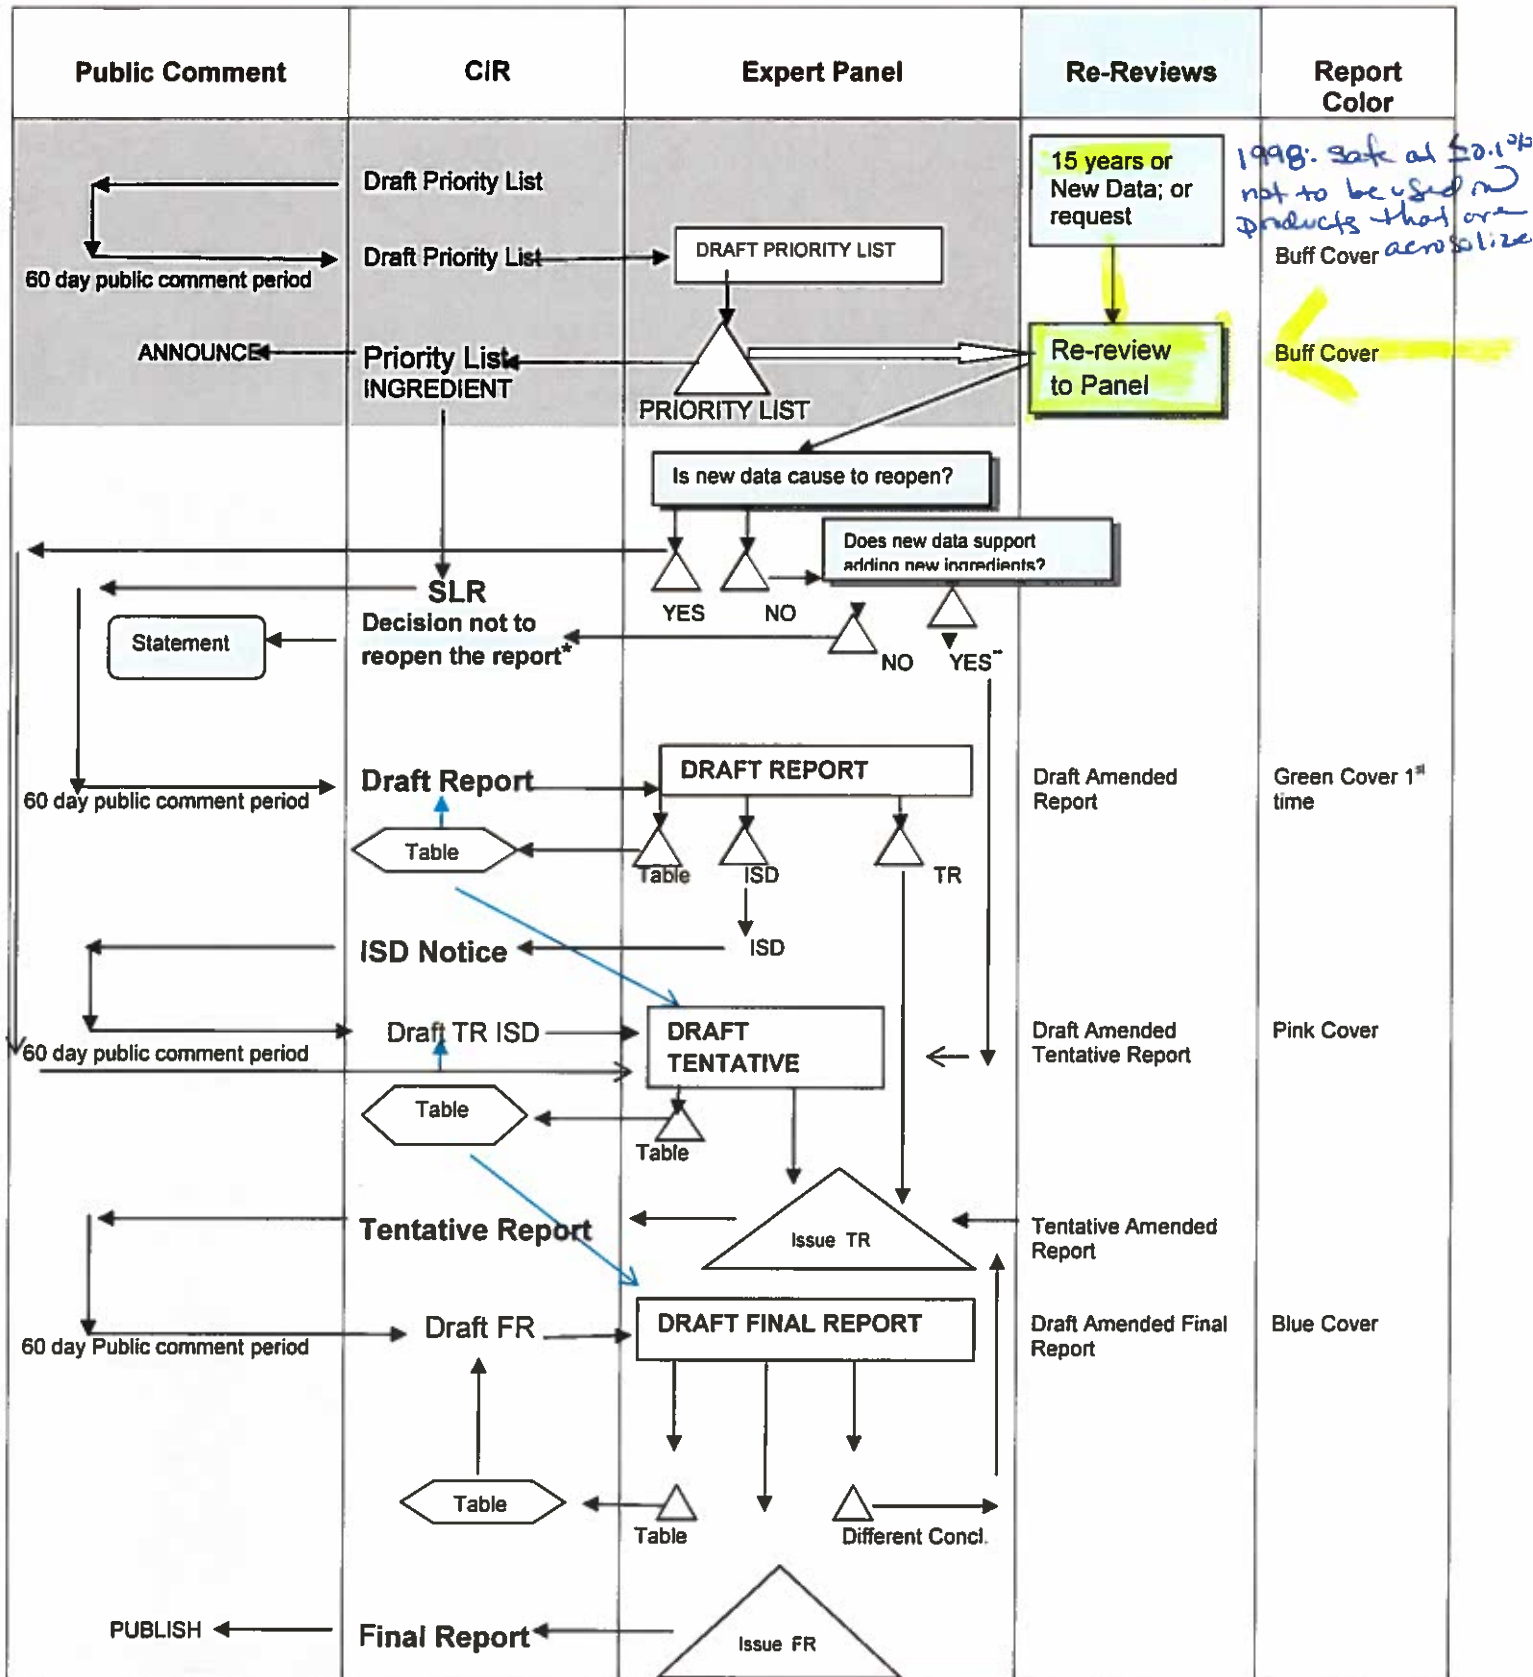 Public Comment
CIR
Expert Panel
Re-Reviews
Report
Color
Draft Priority List
15 years or
New Data; or
request
1998: safe at ≤0.1%
not to be used in
products that are
aerosolize
60 day public comment period
Draft Priority List
DRAFT PRIORITY LIST
Buff Cover
ANNOUNCE
Priority List
INGREDIENT
PRIORITY LIST
Re-review
to Panel
Buff Cover
Is new data cause to reopen?
Does new data support
adding new ingredients?
YES
NO
SLR
Statement
Decision not to
reopen the report*
NO
YES**
60 day public comment period
Draft Report
DRAFT REPORT
Draft Amended
Report
Green Cover 1st
time
Table
Table
ISD
TR
ISD Notice
ISD
60 day public comment period
Draft TR ISD
DRAFT
TENTATIVE
Draft Amended
Tentative Report
Pink Cover
Table
Table
Tentative Report
Issue TR
Tentative Amended
Report
60 day Public comment period
Draft FR
DRAFT FINAL REPORT
Draft Amended Final
Report
Blue Cover
Table
Table
Different Concl.
PUBLISH
Final Report
Issue FR